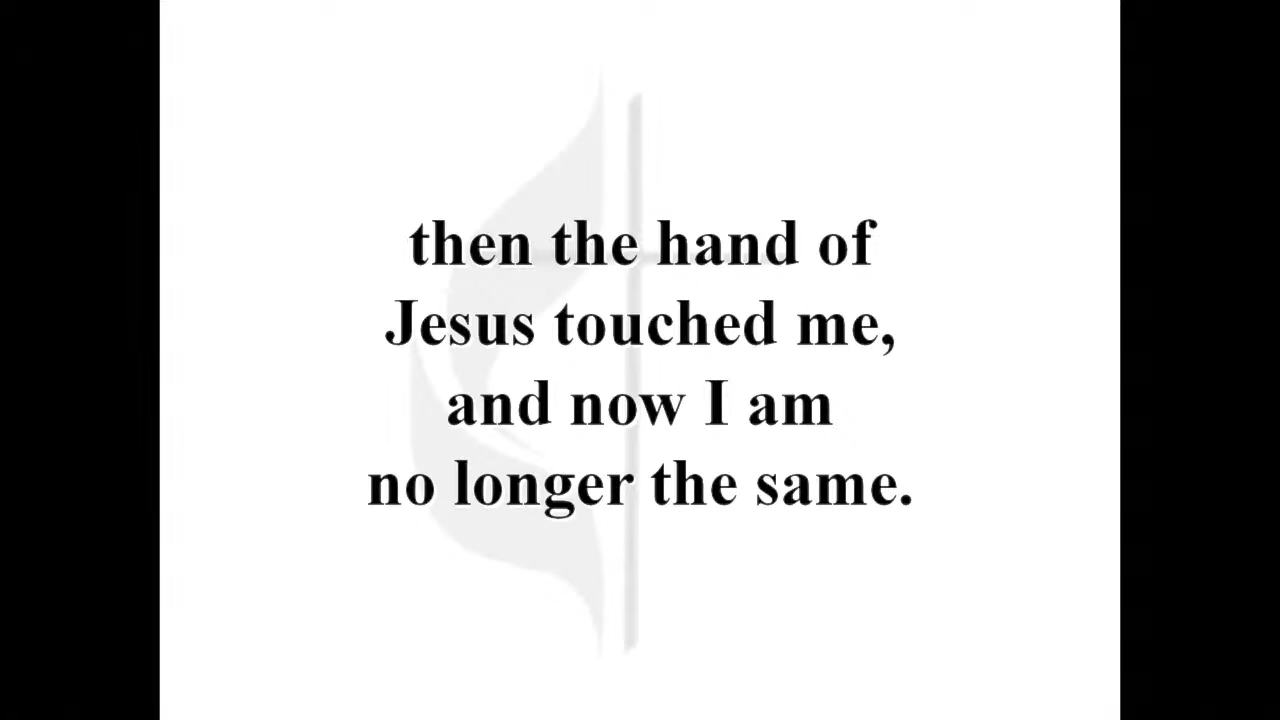 then the hand of
Jesus touched me,
and now I am
no longer the same.